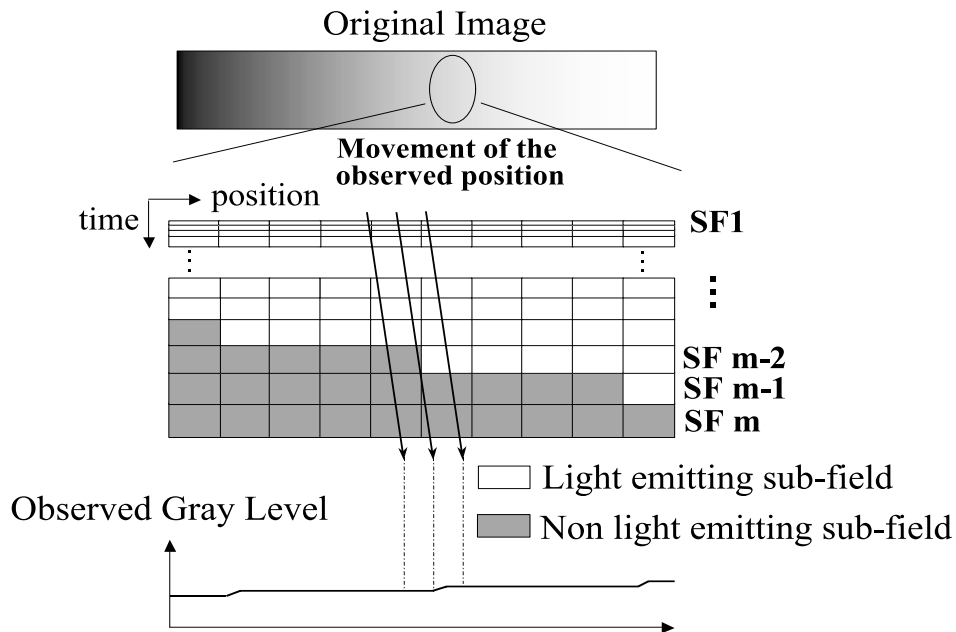 Original Image
Movement of the
observed position
position
time
SF1
SF m-2
SF m-1
SF m
Light emitting sub-field
Observed Gray Level
Non light emitting sub-field